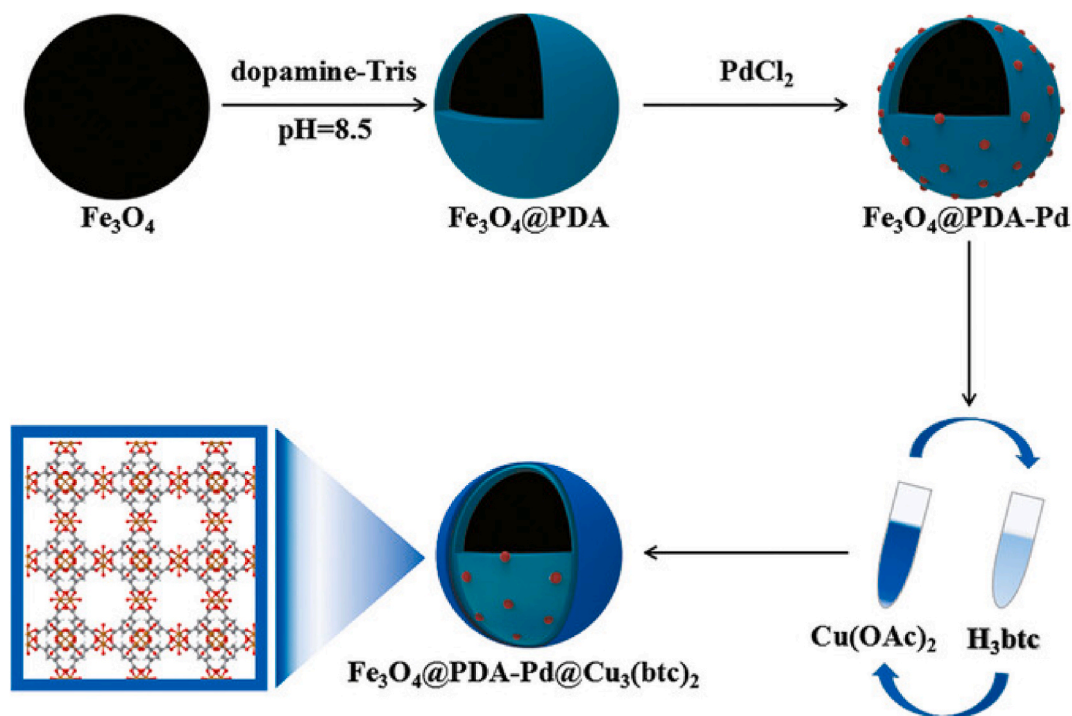 dopamine-Tris
pH=8.5
PdCl₂
Fe₃O₄
Fe₃O₄@PDA
Fe₃O₄@PDA-Pd
Cu(OAc)₂
H₃btc
Fe₃O₄@PDA-Pd@Cu₃(btc)₂